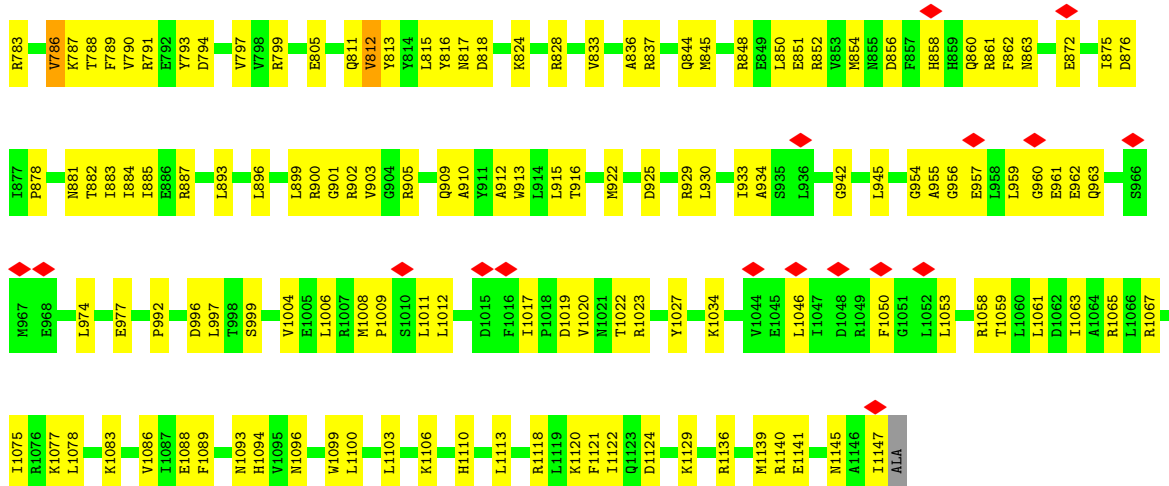 R783 V786 K787 T788 F789 V790 R791 E792 Y793 D794 V797 V798 R799 E805 Q811 V812 Y813 Y814 L815 Y816 N817 D818 K824 R828 V833 A836 R837 Q844 M845 R848 E849 L850 E851 R852 V853 M854 N855 D856 F857 H858 H859 Q860 R861 F862 N863 E872 I875 D876
I877 P878 N881 T882 I883 I884 I885 E886 R887 L893 L896 L899 R900 G901 R902 V903 G904 R905 Q909 A910 Y911 A912 W913 L914 L915 T916 M922 D925 R929 L930 I933 A934 S935 L936 G942 L945 G954 A955 G956 E957 L958 L959 G960 E961 E962 Q963 S966
M967 E968 L974 E977 P992 D996 L997 T998 S999 V1004 E1005 L1006 R1007 M1008 P1009 S1010 L1011 L1012 D1015 F1016 I1017 P1018 D1019 V1020 N1021 T1022 R1023 Y1027 K1034 V1044 E1045 L1046 I1047 D1048 R1049 F1050 G1051 L1052 L1053 R1058 T1059 L1060 L1061 D1062 I1063 A1064 R1065 L1066 R1067
I1075 R1076 K1077 L1078 K1083 V1086 I1087 E1088 F1089 N1093 H1094 V1095 N1096 W1099 L1100 L1103 K1106 H1110 L1113 R1118 L1119 K1120 F1121 I1122 Q1123 D1124 K1129 R1136 M1139 R1140 E1141 N1145 A1146 I1147 ALA